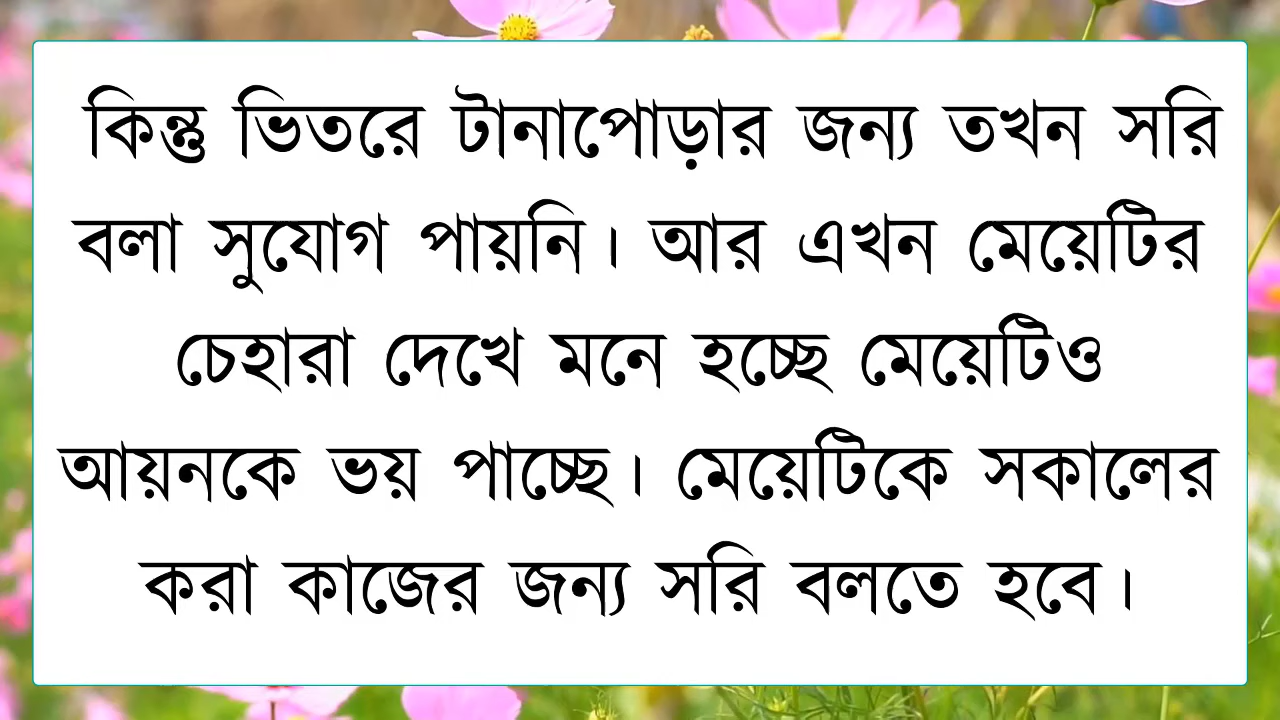 কিন্তু ভিতরে টানাপোড়ার জন্য তখন সরি
বলা সুযোগ পায়নি। আর এখন মেয়েটির
চেহারা দেখে মনে হচ্ছে মেয়েটিও
আয়নকে ভয় পাচ্ছে। মেয়েটিকে সকালের
করা কাজের জন্য সরি বলতে হবে।